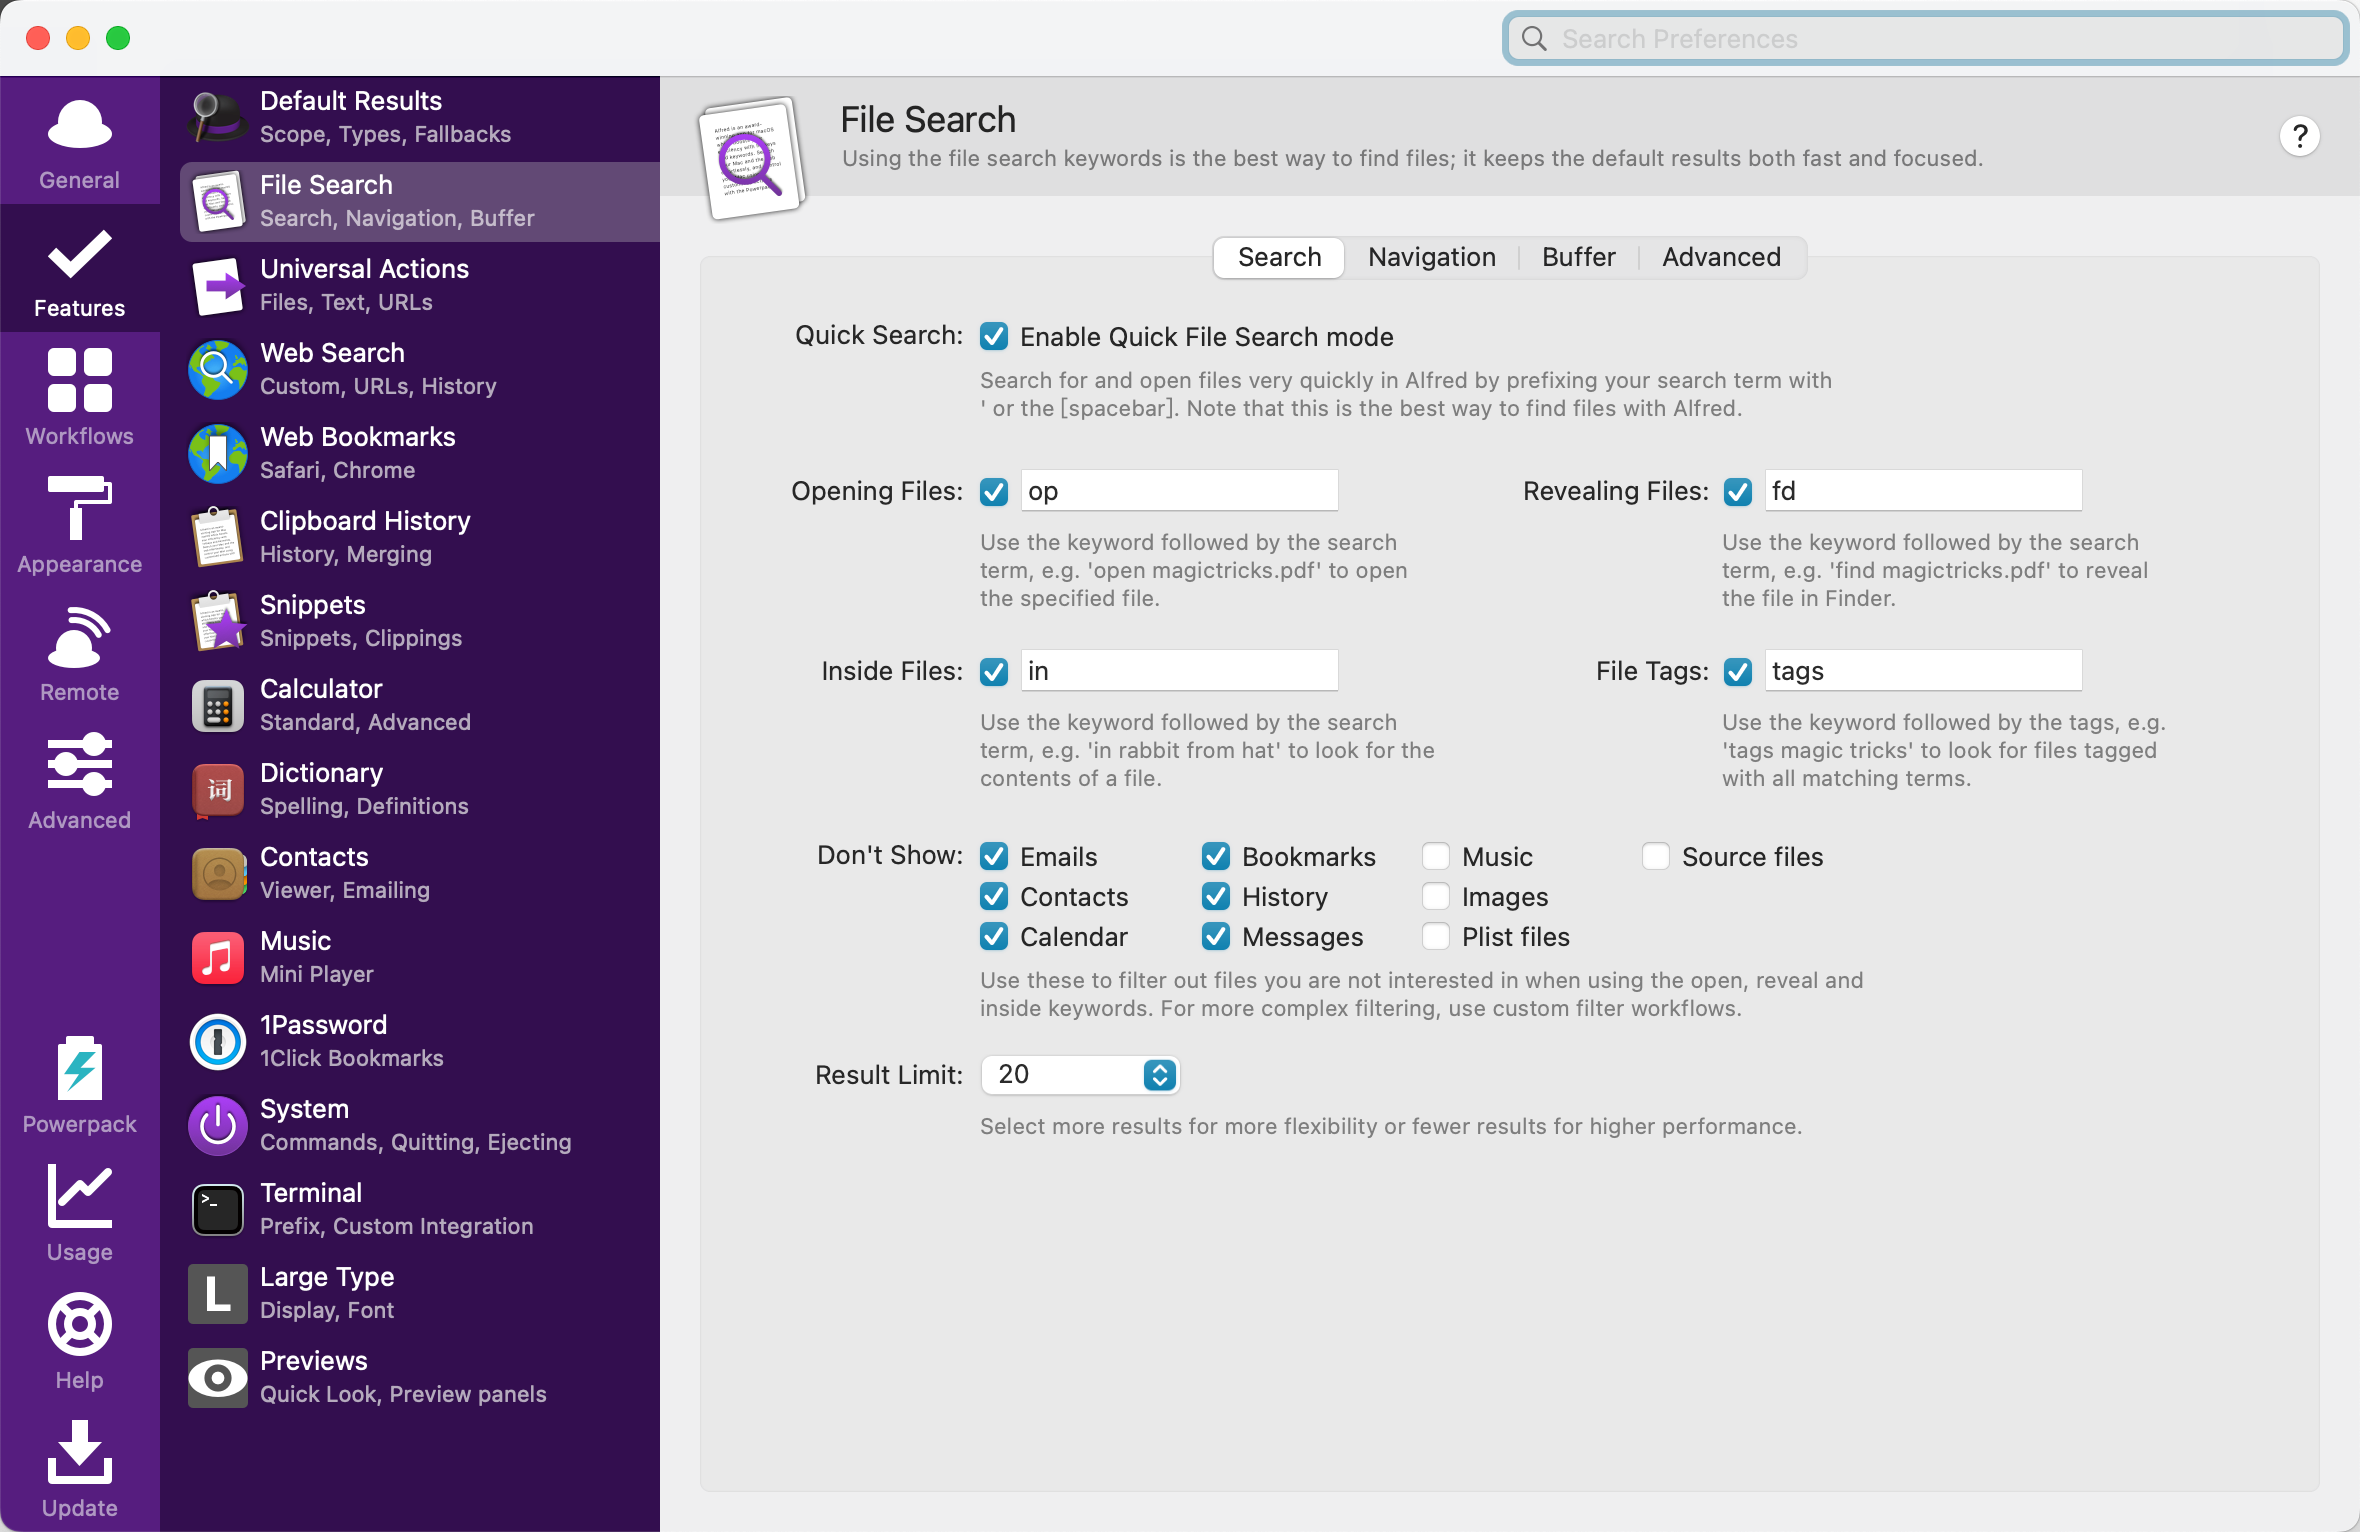 Search Preferences
General
Features
Workflows
Appearance
Remote
Advanced
Powerpack
Usage
Help
Update
Default Results
Scope, Types, Fallbacks
File Search
Search, Navigation, Buffer
Universal Actions
Files, Text, URLs
Web Search
Custom, URLs, History
Web Bookmarks
Safari, Chrome
Clipboard History
History, Merging
Snippets
Snippets, Clippings
Calculator
Standard, Advanced
词
Dictionary
Spelling, Definitions
Contacts
Viewer, Emailing
Music
Mini Player
1Password
1Click Bookmarks
System
Commands, Quitting, Ejecting
>_
Terminal
Prefix, Custom Integration
L
Large Type
Display, Font
Previews
Quick Look, Preview panels
File Search
Using the file search keywords is the best way to find files; it keeps the default results both fast and focused.
?
Search Navigation Buffer Advanced
Quick Search: Enable Quick File Search mode
Search for and open files very quickly in Alfred by prefixing your search term with
' or the [spacebar]. Note that this is the best way to find files with Alfred.
Opening Files: op
Use the keyword followed by the search
term, e.g. 'open magictricks.pdf' to open
the specified file.
Revealing Files: fd
Use the keyword followed by the search
term, e.g. 'find magictricks.pdf' to reveal
the file in Finder.
Inside Files: in
Use the keyword followed by the search
term, e.g. 'in rabbit from hat' to look for the
contents of a file.
File Tags: tags
Use the keyword followed by the tags, e.g.
'tags magic tricks' to look for files tagged
with all matching terms.
Don't Show: Emails Bookmarks Music Source files
Contacts History Images
Calendar Messages Plist files
Use these to filter out files you are not interested in when using the open, reveal and
inside keywords. For more complex filtering, use custom filter workflows.
Result Limit: 20
Select more results for more flexibility or fewer results for higher performance.